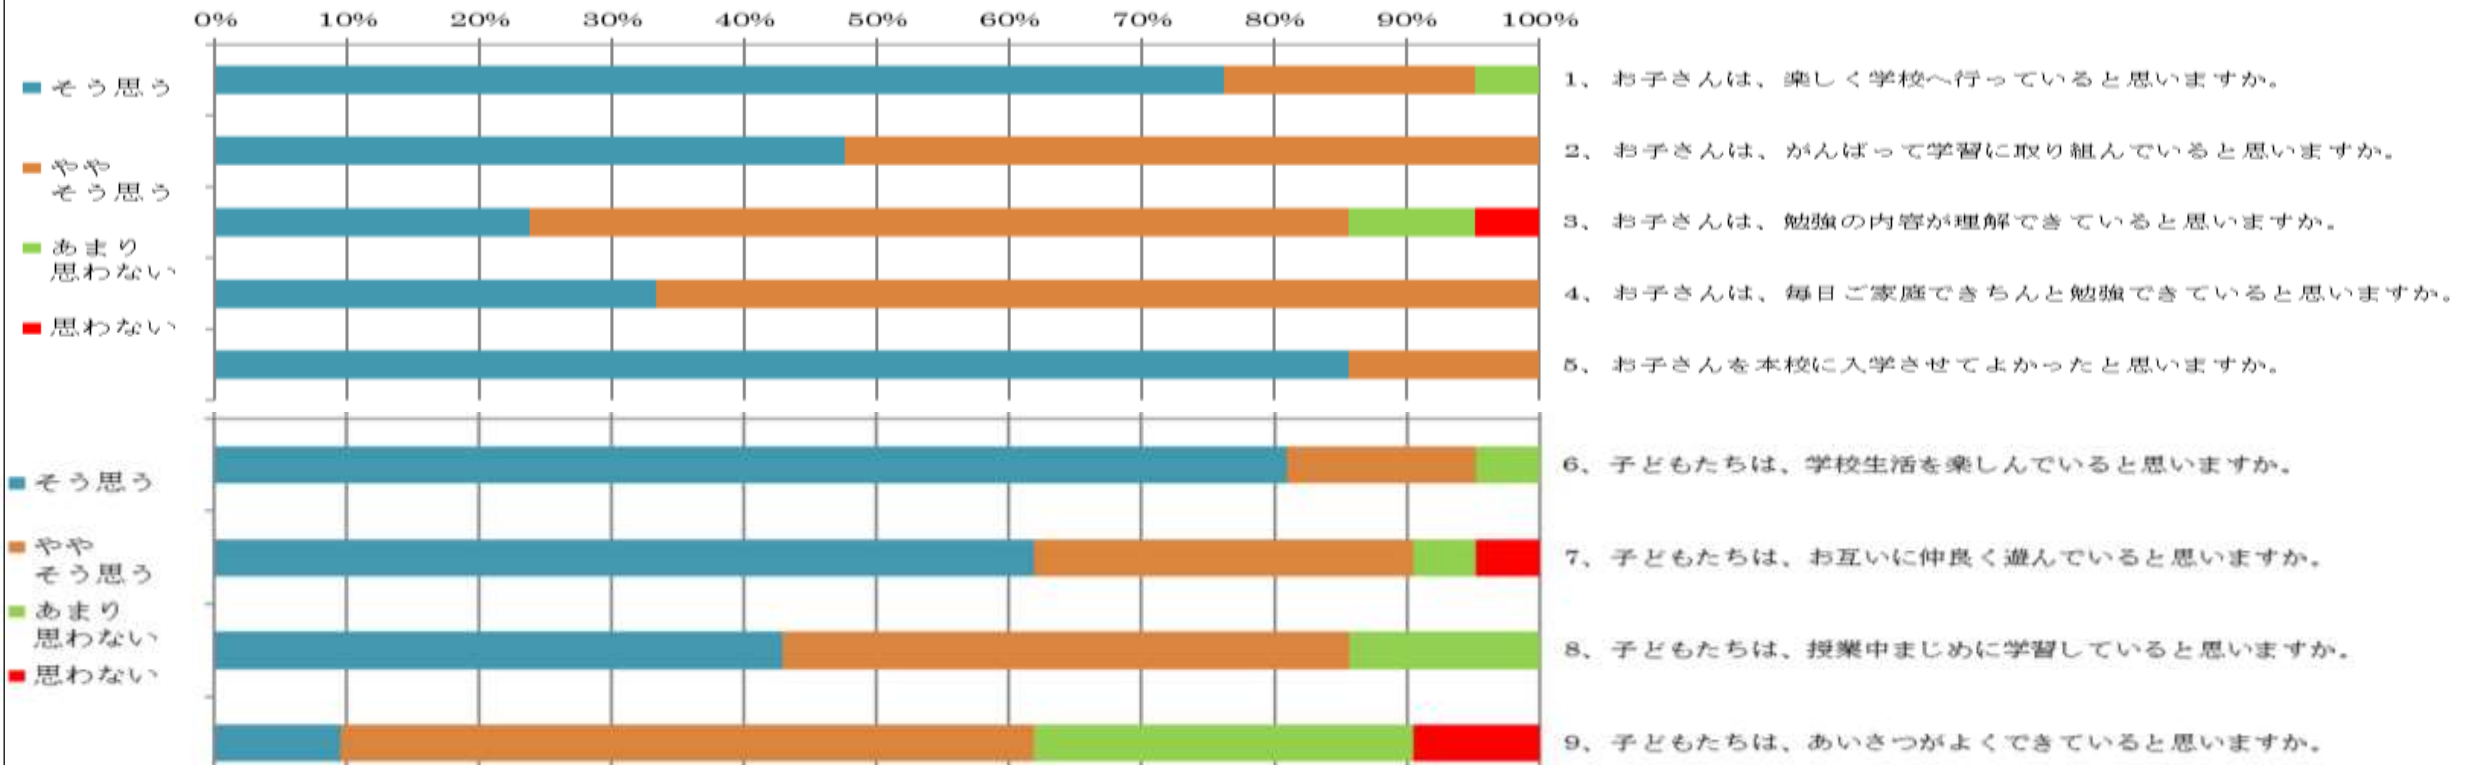 0% 10% 20% 30% 40% 50% 60% 70% 80% 90% 100%
そう思う
やや
そう思う
あまり
思わない
思わない
1、お子さんは、楽しく学校へ行っていると思いますか。
2、お子さんは、がんばって学習に取り組んでいると思いますか。
3、お子さんは、勉強の内容が理解できていると思いますか。
4、お子さんは、毎日ご家庭できちんと勉強できていると思いますか。
5、お子さんを本校に入学させてよかったと思いますか。
そう思う
やや
そう思う
あまり
思わない
思わない
6、子どもたちは、学校生活を楽しんでいると思いますか。
7、子どもたちは、お互いに仲良く遊んでいると思いますか。
8、子どもたちは、授業中まじめに学習していると思いますか。
9、子どもたちは、あいさつがよくできていると思いますか。